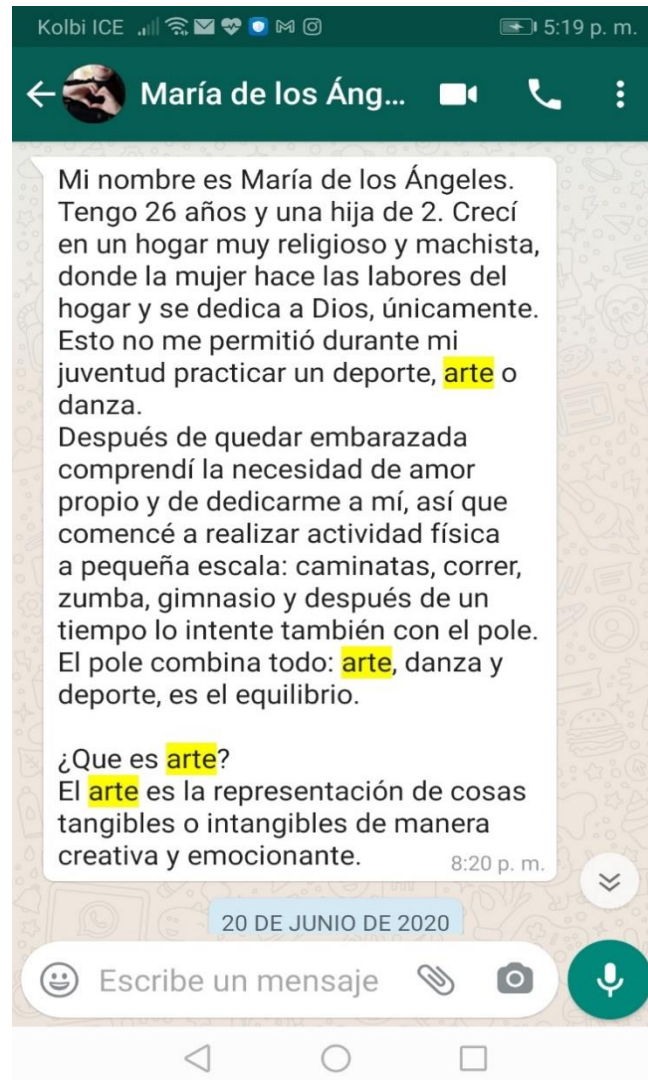 Kolbi ICE 5:19 p. m.
María de los Áng...
Mi nombre es María de los Ángeles.
Tengo 26 años y una hija de 2. Crecí
en un hogar muy religioso y machista,
donde la mujer hace las labores del
hogar y se dedica a Dios, únicamente.
Esto no me permitió durante mi
juventud practicar un deporte, arte o
danza.
Después de quedar embarazada
comprendí la necesidad de amor
propio y de dedicarme a mí, así que
comencé a realizar actividad física
a pequeña escala: caminatas, correr,
zumba, gimnasio y después de un
tiempo lo intente también con el pole.
El pole combina todo: arte, danza y
deporte, es el equilibrio.
¿Que es arte?
El arte es la representación de cosas
tangibles o intangibles de manera
creativa y emocionante.
8:20 p. m.
20 DE JUNIO DE 2020
Escribe un mensaje